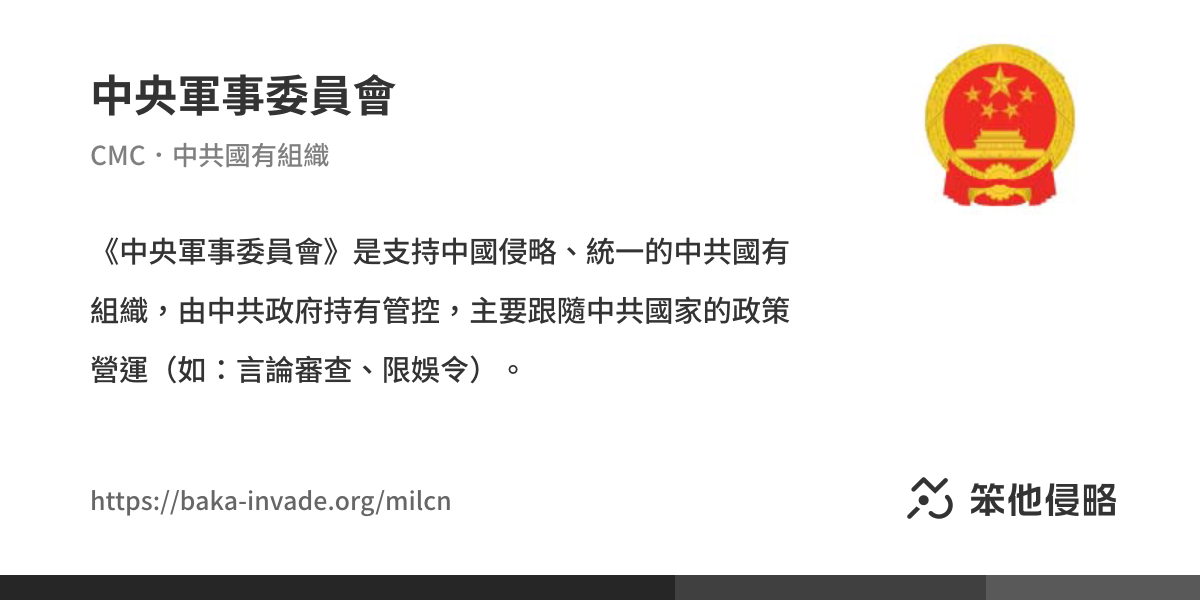 中央軍事委員會
CMC・中共國有組織
《中央軍事委員會》是支持中國侵略、統一的中共國有
組織，由中共政府持有管控，主要跟隨中共國家的政策
營運（如：言論審查、限娛令）。
https://baka-invade.org/milcn
笨他侵略